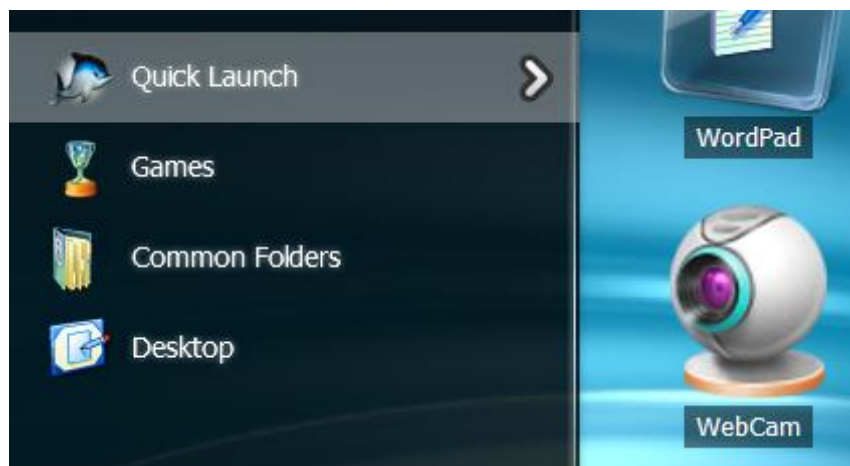 Quick Launch
Games
Common Folders
Desktop
WordPad
WebCam